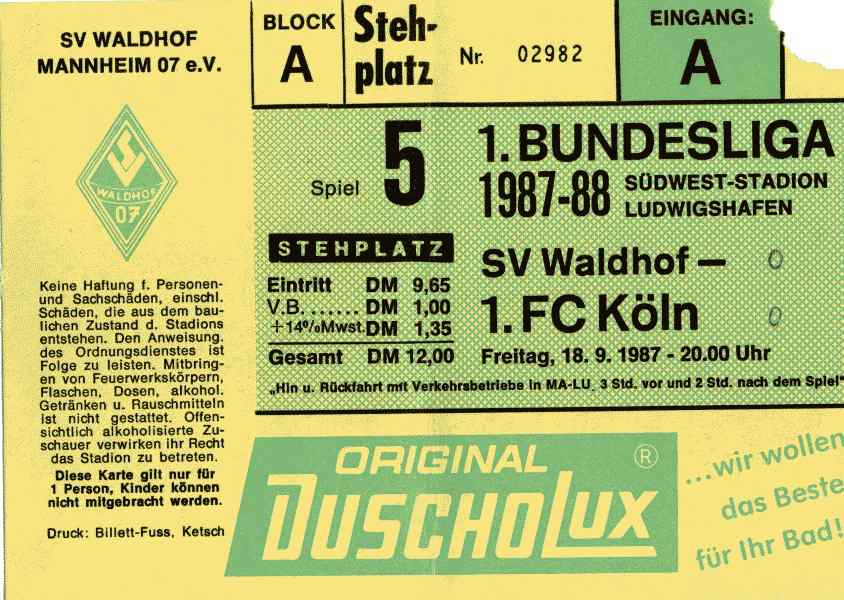 SV WALDHOF
MANNHEIM 07 e.V.
BLOCK
A
Steh-
platz
Nr. 02982
EINGANG:
A
WALDHOF
07
Spiel 5
1. BUNDESLIGA
1987-88 SÜDWEST-STADION
LUDWIGSHAFEN
STEHPLATZ
Eintritt DM 9,65
V.B. ....... DM 1,00
+14%Mwst. DM 1,35
Gesamt DM 12,00
SV Waldhof – 0
1. FC Köln 0
Freitag, 18. 9. 1987 - 20.00 Uhr
„Hin u. Rückfahrt mit Verkehrsbetriebe in MA-LU 3 Std. vor und 2 Std. nach dem Spiel"
Keine Haftung f. Personen-
und Sachschäden, einschl.
Schäden, die aus dem bau-
lichen Zustand d. Stadions
entstehen. Den Anweisung.
des Ordnungsdienstes ist
Folge zu leisten. Mitbring-
en von Feuerwerkskörpern,
Flaschen, Dosen, alkohol.
Getränken u. Rauschmitteln
ist nicht gestattet. Offen-
sichtlich alkoholisierte Zu-
schauer verwirken ihr Recht
das Stadion zu betreten.
Diese Karte gilt nur für
1 Person, Kinder können
nicht mitgebracht werden.
Druck: Billett-Fuss, Ketsch
ORIGINAL ®
DUSCHOLUX
...wir wollen
das Beste
für Ihr Bad!